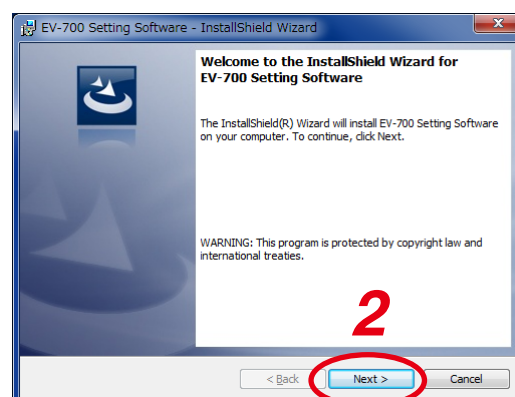 EV-700 Setting Software - InstallShield Wizard
Welcome to the InstallShield Wizard for
EV-700 Setting Software
The InstallShield(R) Wizard will install EV-700 Setting Software
on your computer. To continue, click Next.
WARNING: This program is protected by copyright law and
international treaties.
2
< Back Next > Cancel